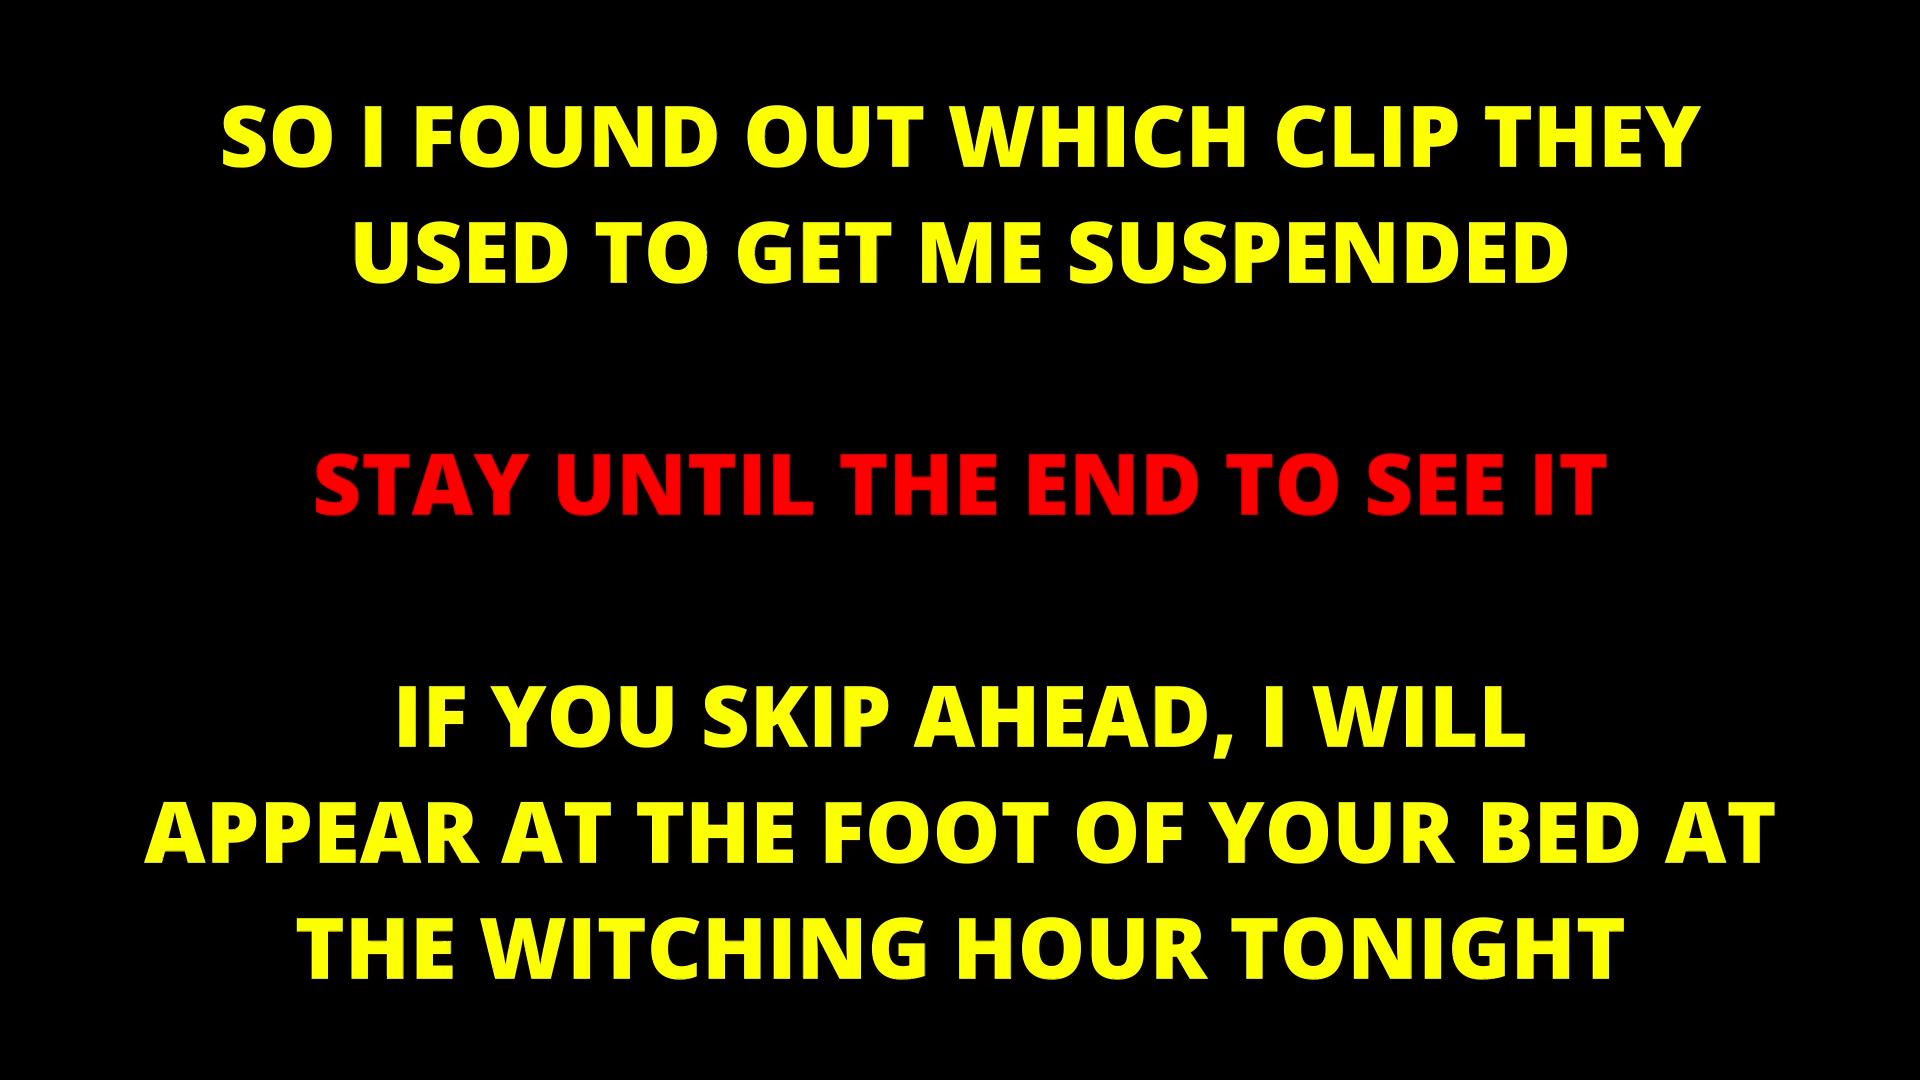 SO I FOUND OUT WHICH CLIP THEY
USED TO GET ME SUSPENDED
STAY UNTIL THE END TO SEE IT
IF YOU SKIP AHEAD, I WILL
APPEAR AT THE FOOT OF YOUR BED AT
THE WITCHING HOUR TONIGHT